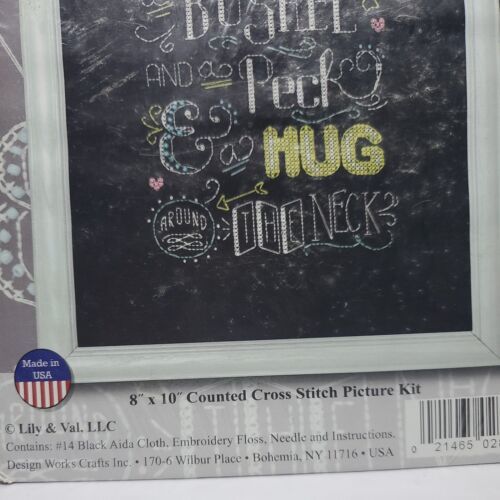 BUSHEL
AND a Peck
& a HUG
AROUND THE NECK
Made in
USA
8" x 10" Counted Cross Stitch Picture Kit
© Lily & Val, LLC
Contains: #14 Black Aida Cloth, Embroidery Floss, Needle and Instructions.
Design Works Crafts Inc. • 170-6 Wilbur Place • Bohemia, NY 11716 • USA
0 21465 02